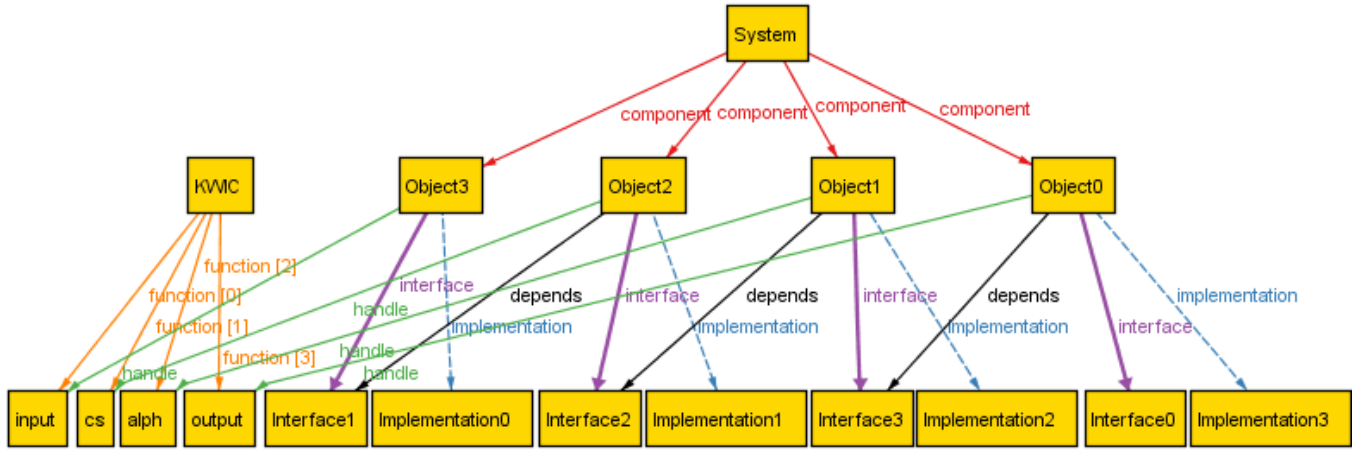 System
component
component
component
component
KWIC
Object3
Object2
Object1
Object0
function [2]
function [0]
function [1]
function [3]
interface
depends
interface
depends
interface
depends
implementation
handle
Implementation
Implementation
Implementation
interface
handle
handle
handle
input
cs
alph
output
Interface1
Implementation0
Interface2
Implementation1
Interface3
Implementation2
Interface0
Implementation3